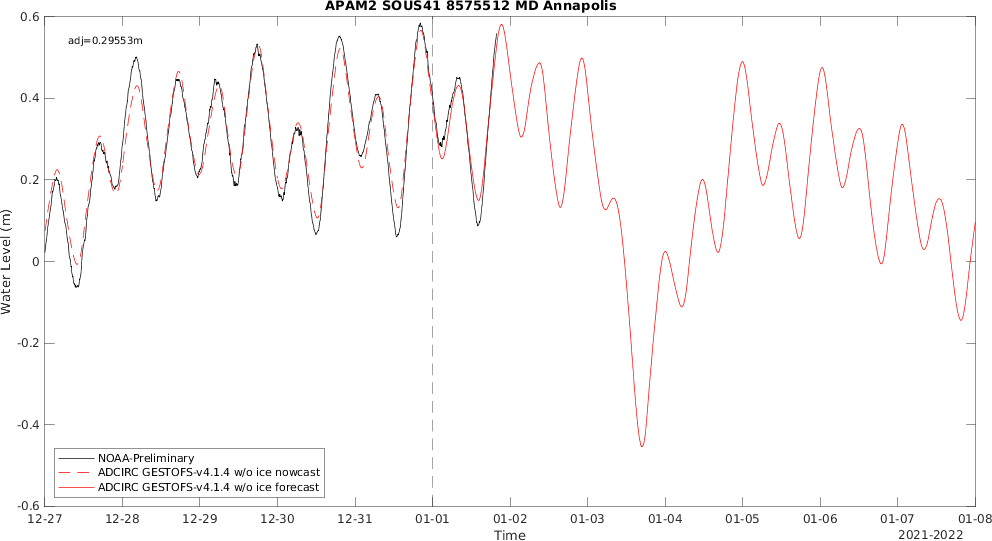 APAM2 SOUS41 8575512 MD Annapolis
0.6
adj=0.29553m
0.4
0.2
0
-0.2
-0.4
-0.6
Water Level (m)
NOAA-Preliminary
ADCIRC GESTOFS-v4.1.4 w/o ice nowcast
ADCIRC GESTOFS-v4.1.4 w/o ice forecast
12-27 12-28 12-29 12-30 12-31 01-01 01-02 01-03 01-04 01-05 01-06 01-07 01-08
Time
2021-2022